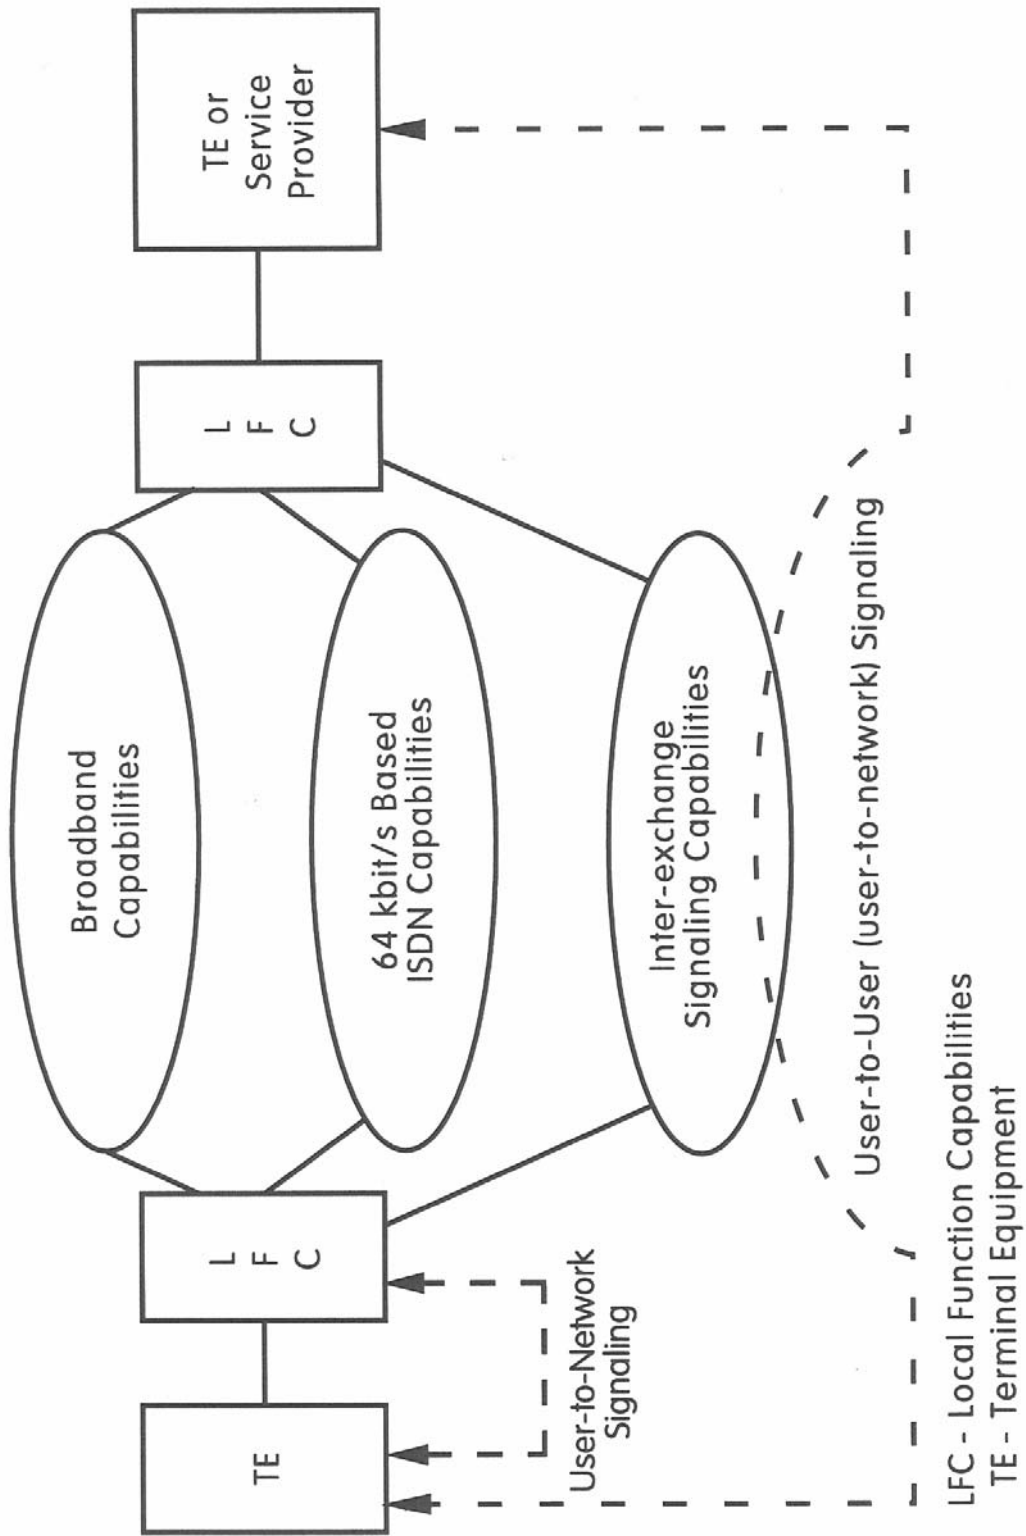 Broadband
Capabilities
64 kbit/s Based
ISDN Capabilities
Inter-exchange
Signaling Capabilities
TE
L
F
C
L
F
C
TE or
Service
Provider
User-to-Network
Signaling
User-to-User (user-to-network) Signaling
LFC - Local Function Capabilities
TE - Terminal Equipment